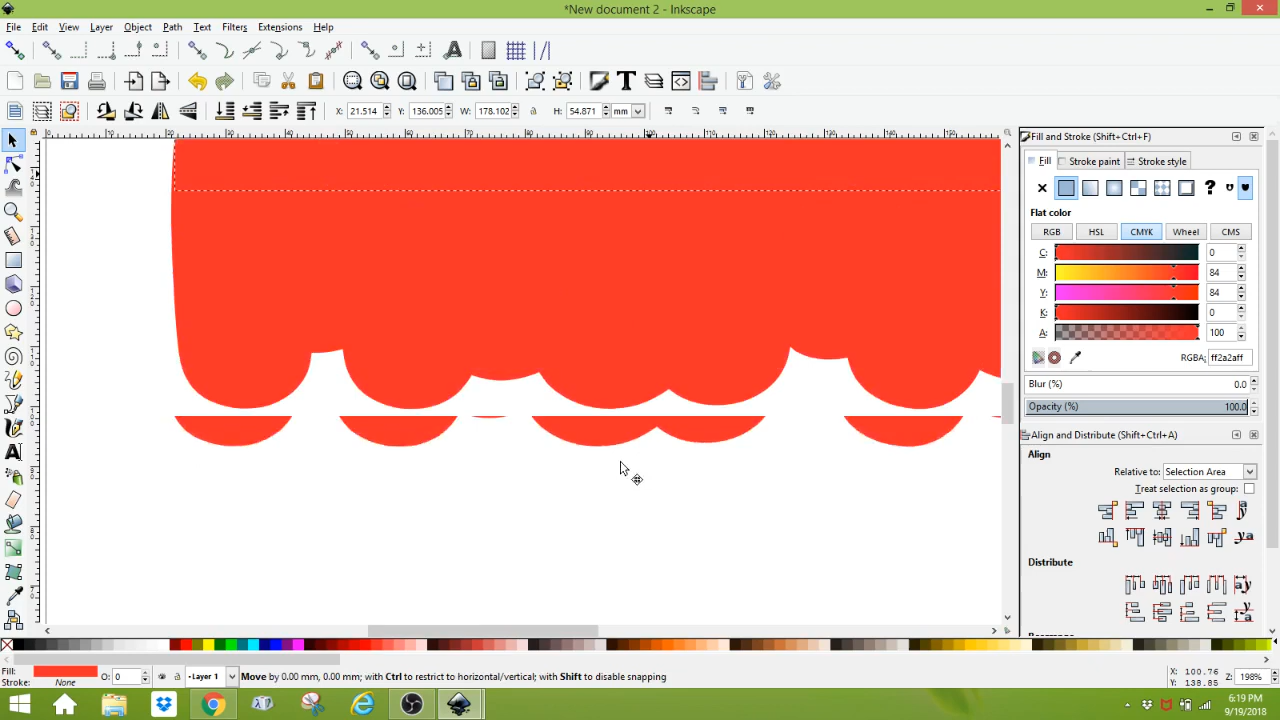 *New document 2 - Inkscape
File Edit View Layer Object Path Text Filters Extensions Help
X: 21.514 Y: 136.005 W: 178.102 H: 54.871 mm
Fill and Stroke (Shift+Ctrl+F)
Fill Stroke paint Stroke style
Flat color
RGB HSL CMYK Wheel CMS
C: 0
M: 84
Y: 84
K: 0
A: 100
RGBA: ff2a2aff
Blur (%) 0.0
Opacity (%) 100.0
Align and Distribute (Shift+Ctrl+A)
Align
Relative to: Selection Area
Treat selection as group:
Distribute
Fill:
Stroke: None
O: 0
Layer 1
Move by 0.00 mm, 0.00 mm; with Ctrl to restrict to horizontal/vertical; with Shift to disable snapping
X: 100.76
Y: 138.85
Z: 198%
6:19 PM
9/19/2018